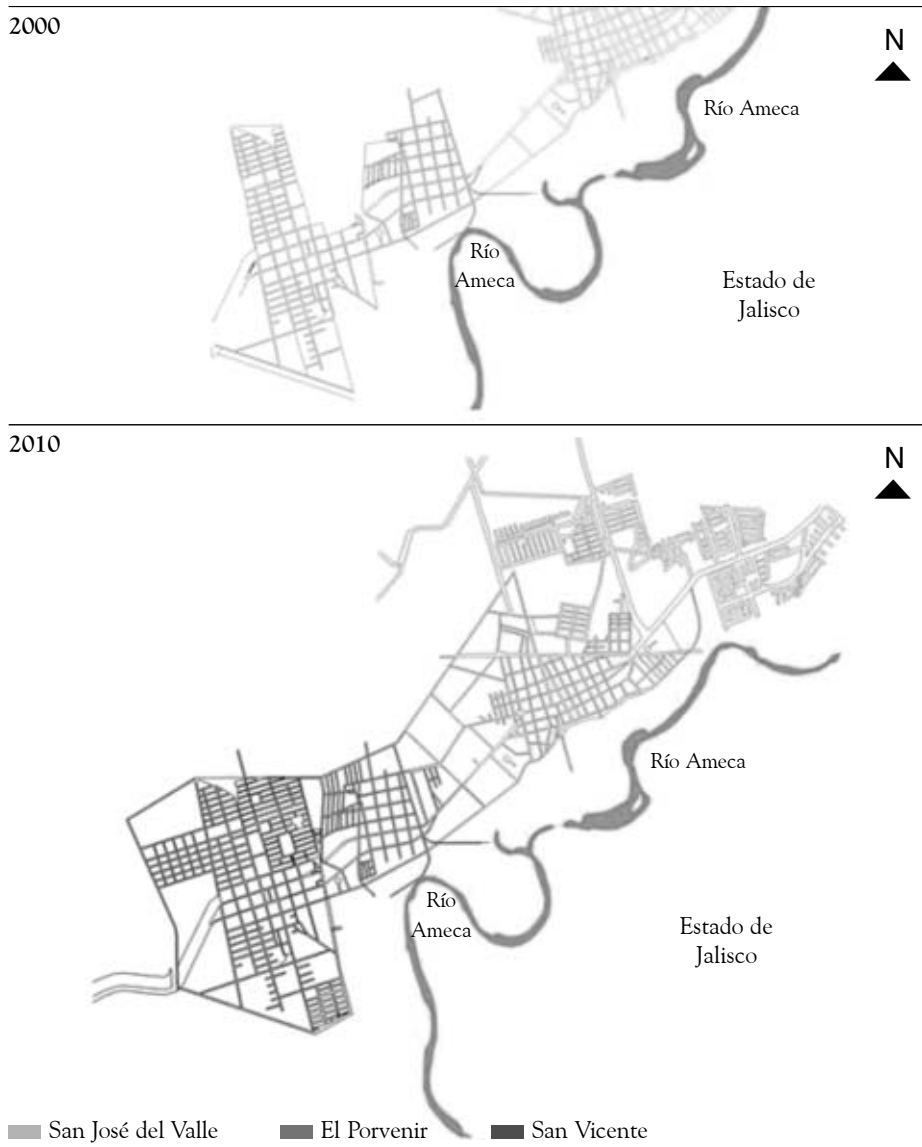 2000
N
Río Ameca
Río
Ameca
Estado de
Jalisco
2010
N
Río Ameca
Río
Ameca
Estado de
Jalisco
San José del Valle
El Porvenir
San Vicente